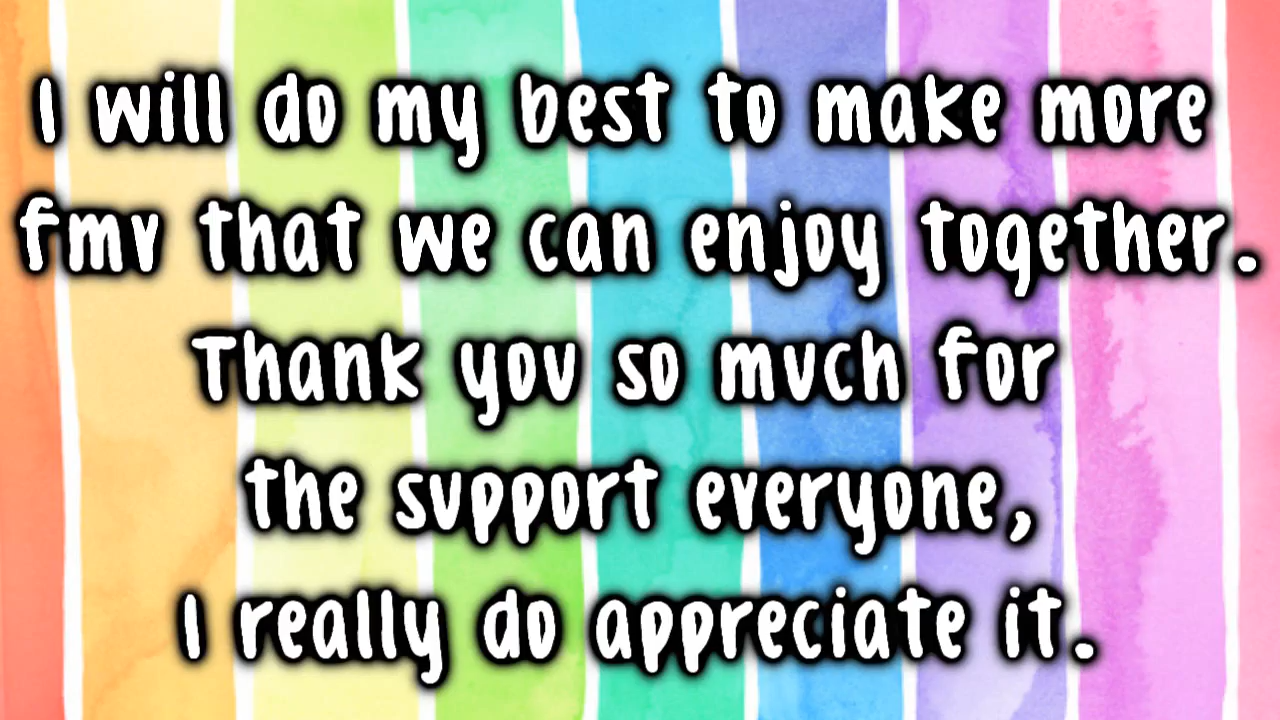 I will do my best to make more
fmv that we can enjoy together.
Thank you so much for
the support everyone,
I really do appreciate it.